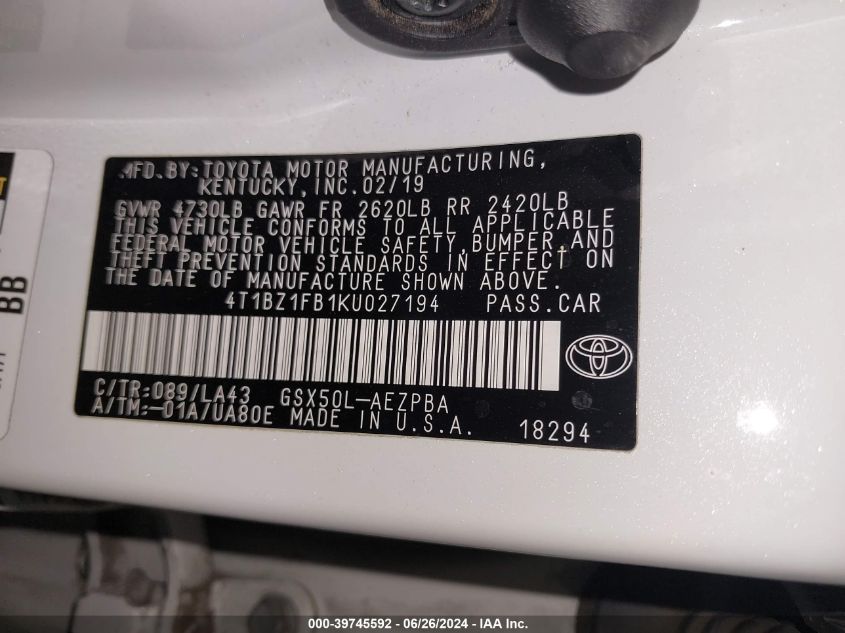 MFD.BY:TOYOTA MOTOR MANUFACTURING,
KENTUCKY,INC.02/19
GVWR 4730LB GAWR FR 2620LB RR 2420LB
THIS VEHICLE CONFORMS TO ALL APPLICABLE
FEDERAL MOTOR VEHICLE SAFETY,BUMPER,AND
THEFT PREVENTION STANDARDS IN EFFECT ON
THE DATE OF MANUFACTURE SHOWN ABOVE.
4T1BZ1FB1KU027194 PASS.CAR
C/TR:089/LA43 GSX50L-AEZPBA
A/TM:-01A/UA80E MADE IN U.S.A. 18294
BB
000-39745592 - 06/26/2024 - IAA Inc.